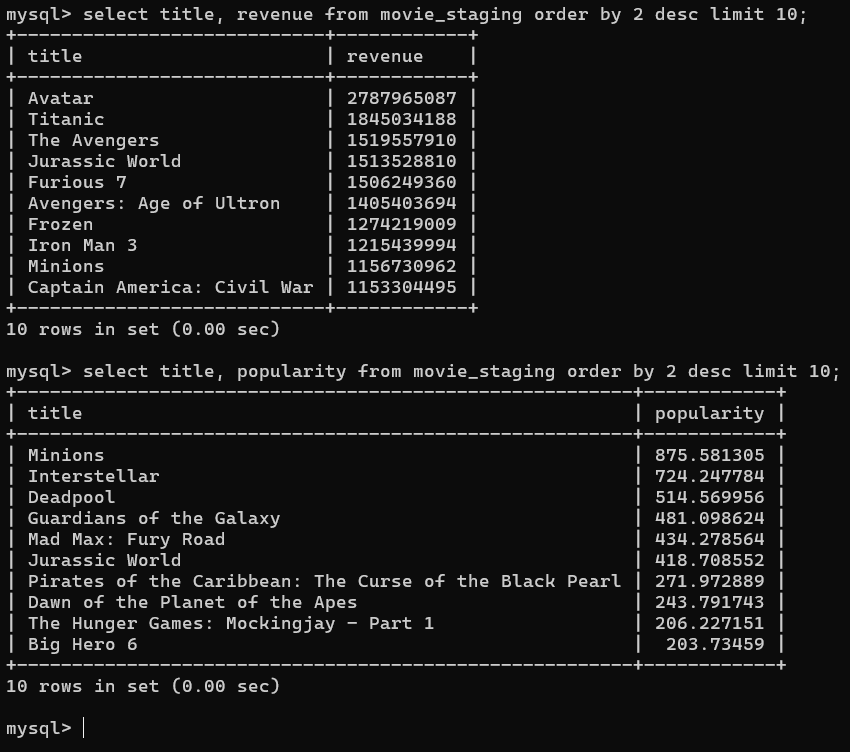 mysql> select title, revenue from movie_staging order by 2 desc limit 10;
+----------------------------+------------+
| title                      | revenue    |
+----------------------------+------------+
| Avatar                     | 2787965087 |
| Titanic                    | 1845034188 |
| The Avengers               | 1519557910 |
| Jurassic World             | 1513528810 |
| Furious 7                  | 1506249360 |
| Avengers: Age of Ultron    | 1405403694 |
| Frozen                     | 1274219009 |
| Iron Man 3                 | 1215439994 |
| Minions                    | 1156730962 |
| Captain America: Civil War | 1153304495 |
+----------------------------+------------+
10 rows in set (0.00 sec)

mysql> select title, popularity from movie_staging order by 2 desc limit 10;
+--------------------------------------------------------+------------+
| title                                                  | popularity |
+--------------------------------------------------------+------------+
| Minions                                                | 875.581305 |
| Interstellar                                           | 724.247784 |
| Deadpool                                               | 514.569956 |
| Guardians of the Galaxy                                | 481.098624 |
| Mad Max: Fury Road                                     | 434.278564 |
| Jurassic World                                         | 418.708552 |
| Pirates of the Caribbean: The Curse of the Black Pearl | 271.972889 |
| Dawn of the Planet of the Apes                         | 243.791743 |
| The Hunger Games: Mockingjay - Part 1                  | 206.227151 |
| Big Hero 6                                             |  203.73459 |
+--------------------------------------------------------+------------+
10 rows in set (0.00 sec)

mysql>